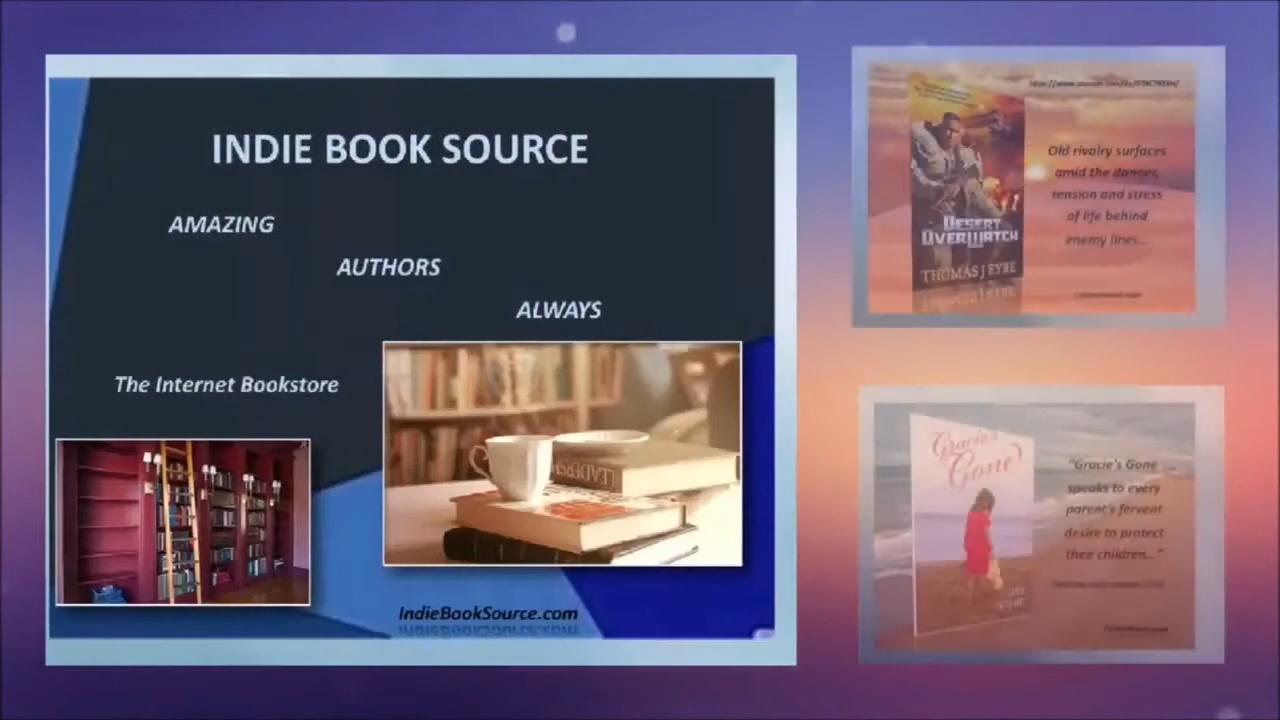 INDIE BOOK SOURCE
AMAZING
AUTHORS
ALWAYS
The Internet Bookstore
LEADERSHIP
IndieBookSource.com
Old rivalry surfaces
amid the danger,
tension and stress
of life behind
enemy lines...
DESERT
OVERWATCH
THOMAS J EYRE
Gracie's
Gone
"Gracie's Gone ...
speaks to every
parent's fervent
desire to protect
their children..."